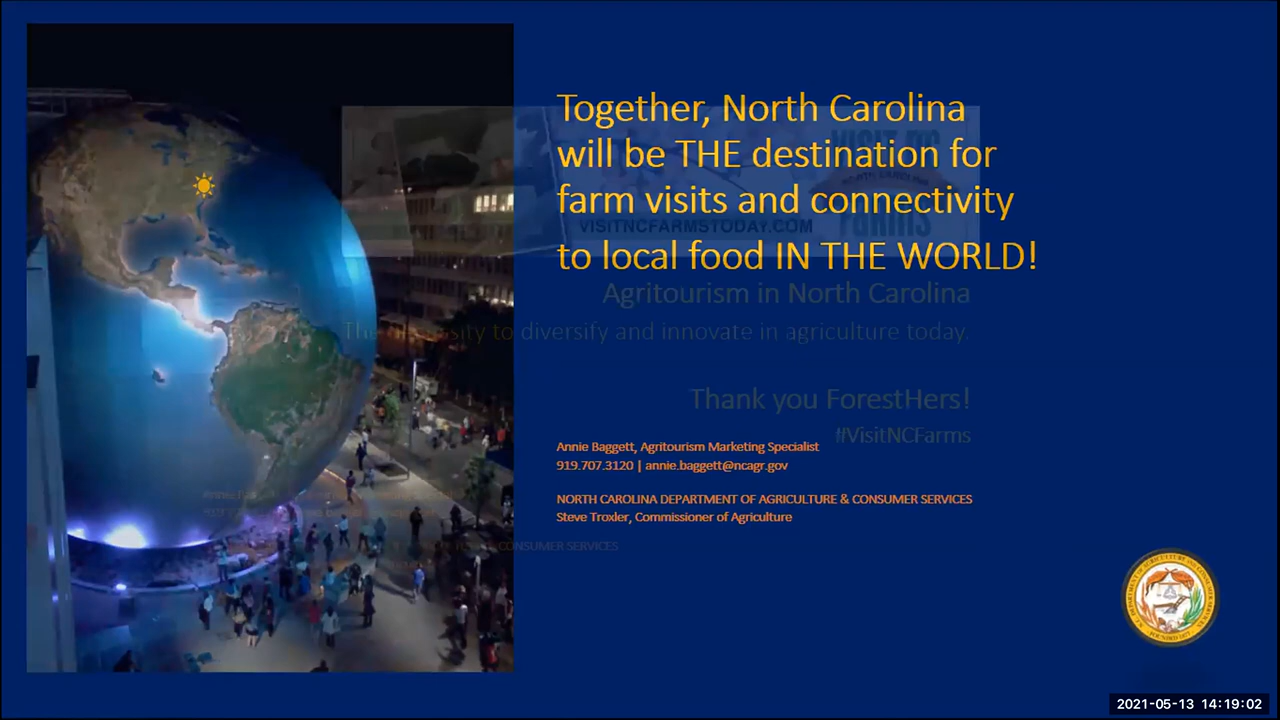 Together, North Carolina
will be THE destination for
farm visits and connectivity
VISITNCFARMSTODAY.COM
to local food IN THE WORLD!
Agritourism in North Carolina
to diversify and innovate in agriculture today.
Thank you ForestHers!
#VisitNCFarms
Annie Baggett, Agritourism Marketing Specialist
919.707.3120 | annie.baggett@ncagr.gov
NORTH CAROLINA DEPARTMENT OF AGRICULTURE & CONSUMER SERVICES
Steve Troxler, Commissioner of Agriculture
CONSUMER SERVICES
2021-05-13 14:19:02